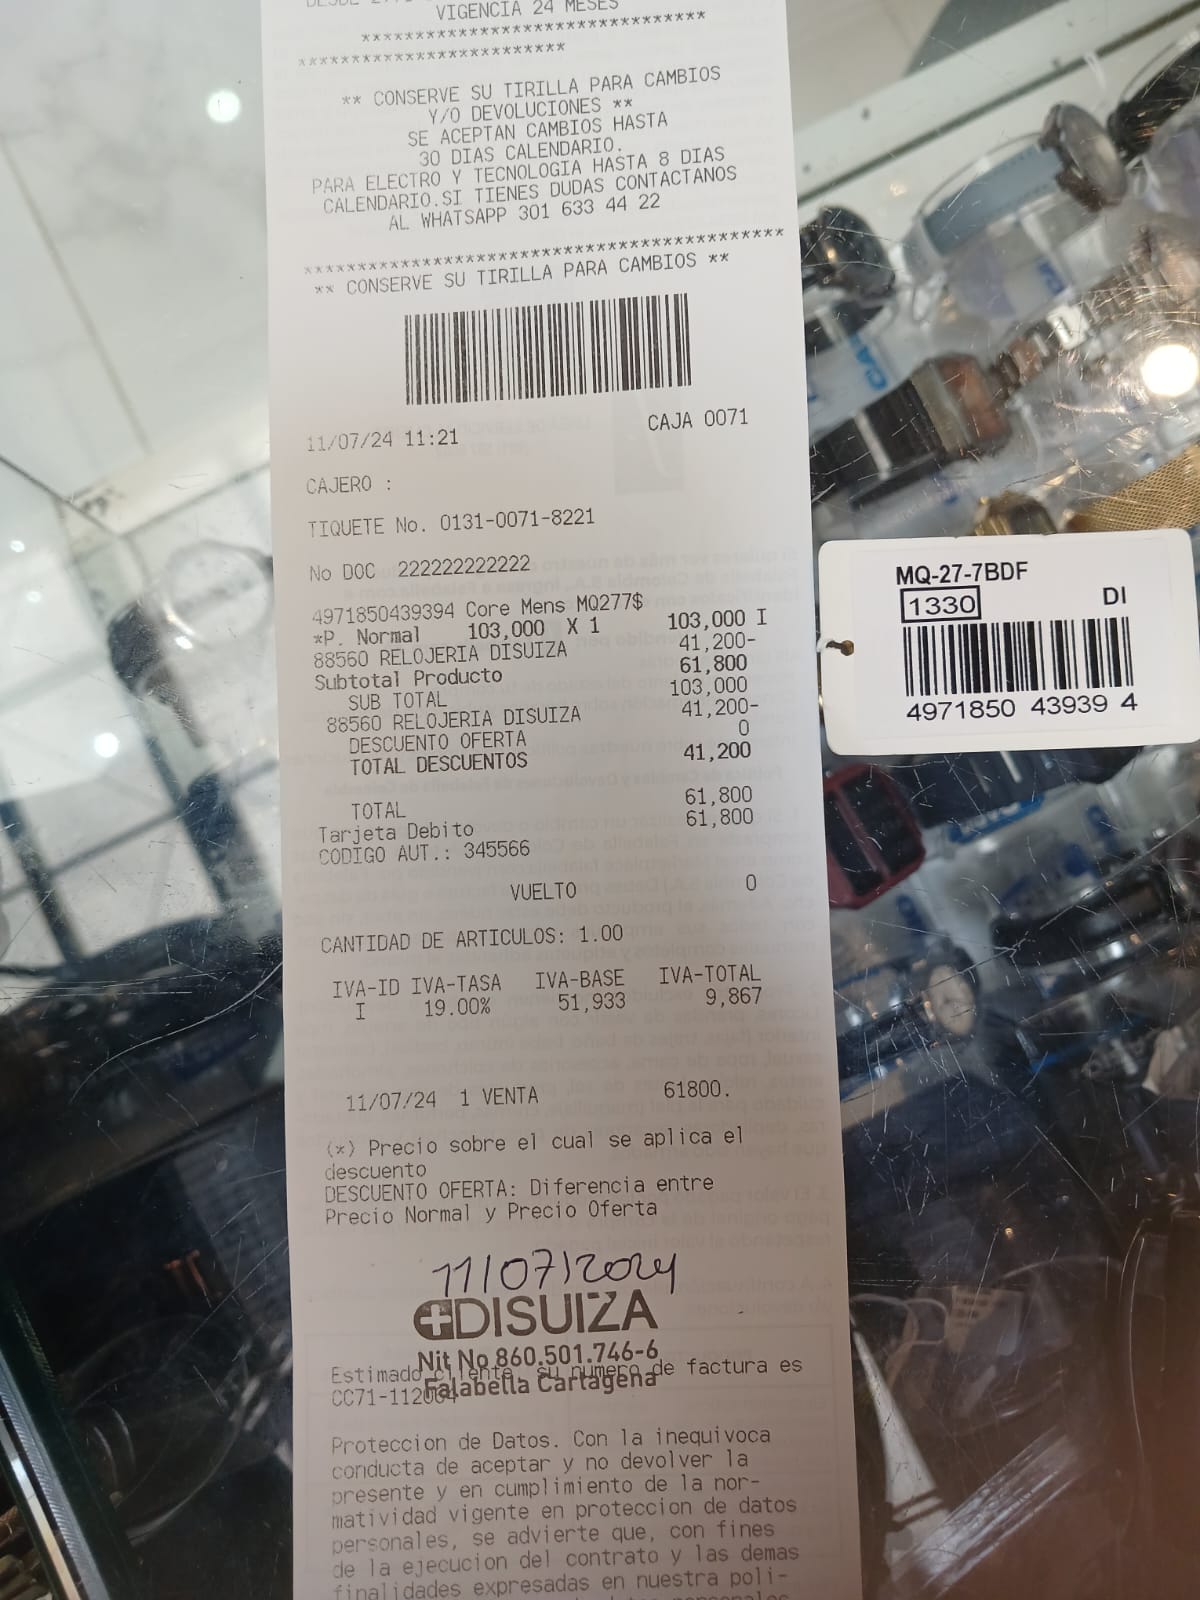 VIGENCIA 24 MESES
********************************
*************************
** CONSERVE SU TIRILLA PARA CAMBIOS
Y/O DEVOLUCIONES **
SE ACEPTAN CAMBIOS HASTA
30 DIAS CALENDARIO.
PARA ELECTRO Y TECNOLOGIA HASTA 8 DIAS
CALENDARIO.SI TIENES DUDAS CONTACTANOS
AL WHATSAPP 301 633 44 22
********************************************
** CONSERVE SU TIRILLA PARA CAMBIOS **
11/07/24 11:21 CAJA 0071
CAJERO :
TIQUETE No. 0131-0071-8221
No DOC 222222222222
4971850439394 Core Mens MQ277$
*P. Normal 103,000 X 1 103,000 I
88560 RELOJERIA DISUIZA 41,200-
Subtotal Producto 61,800
SUB TOTAL 103,000
88560 RELOJERIA DISUIZA 41,200-
DESCUENTO OFERTA 0
TOTAL DESCUENTOS 41,200
TOTAL 61,800
Tarjeta Debito 61,800
CODIGO AUT.: 345566
VUELTO 0
CANTIDAD DE ARTICULOS: 1.00
IVA-ID IVA-TASA IVA-BASE IVA-TOTAL
I 19.00% 51,933 9,867
11/07/24 1 VENTA 61800.
(*) Precio sobre el cual se aplica el
descuento
DESCUENTO OFERTA: Diferencia entre
Precio Normal y Precio Oferta
11/07/2024
DISUIZA
Nit No 860.501.746-6
Estimado cliente, su numero de factura es
Falabella Cartagena
Proteccion de Datos. Con la inequivoca
conducta de aceptar y no devolver la
presente y en cumplimiento de la nor-
matividad vigente en proteccion de datos
personales, se advierte que, con fines
de la ejecucion del contrato y las demas
finalidades expresadas en nuestra poli-
MQ-27-7BDF
1330 DI
4971850 43939 4